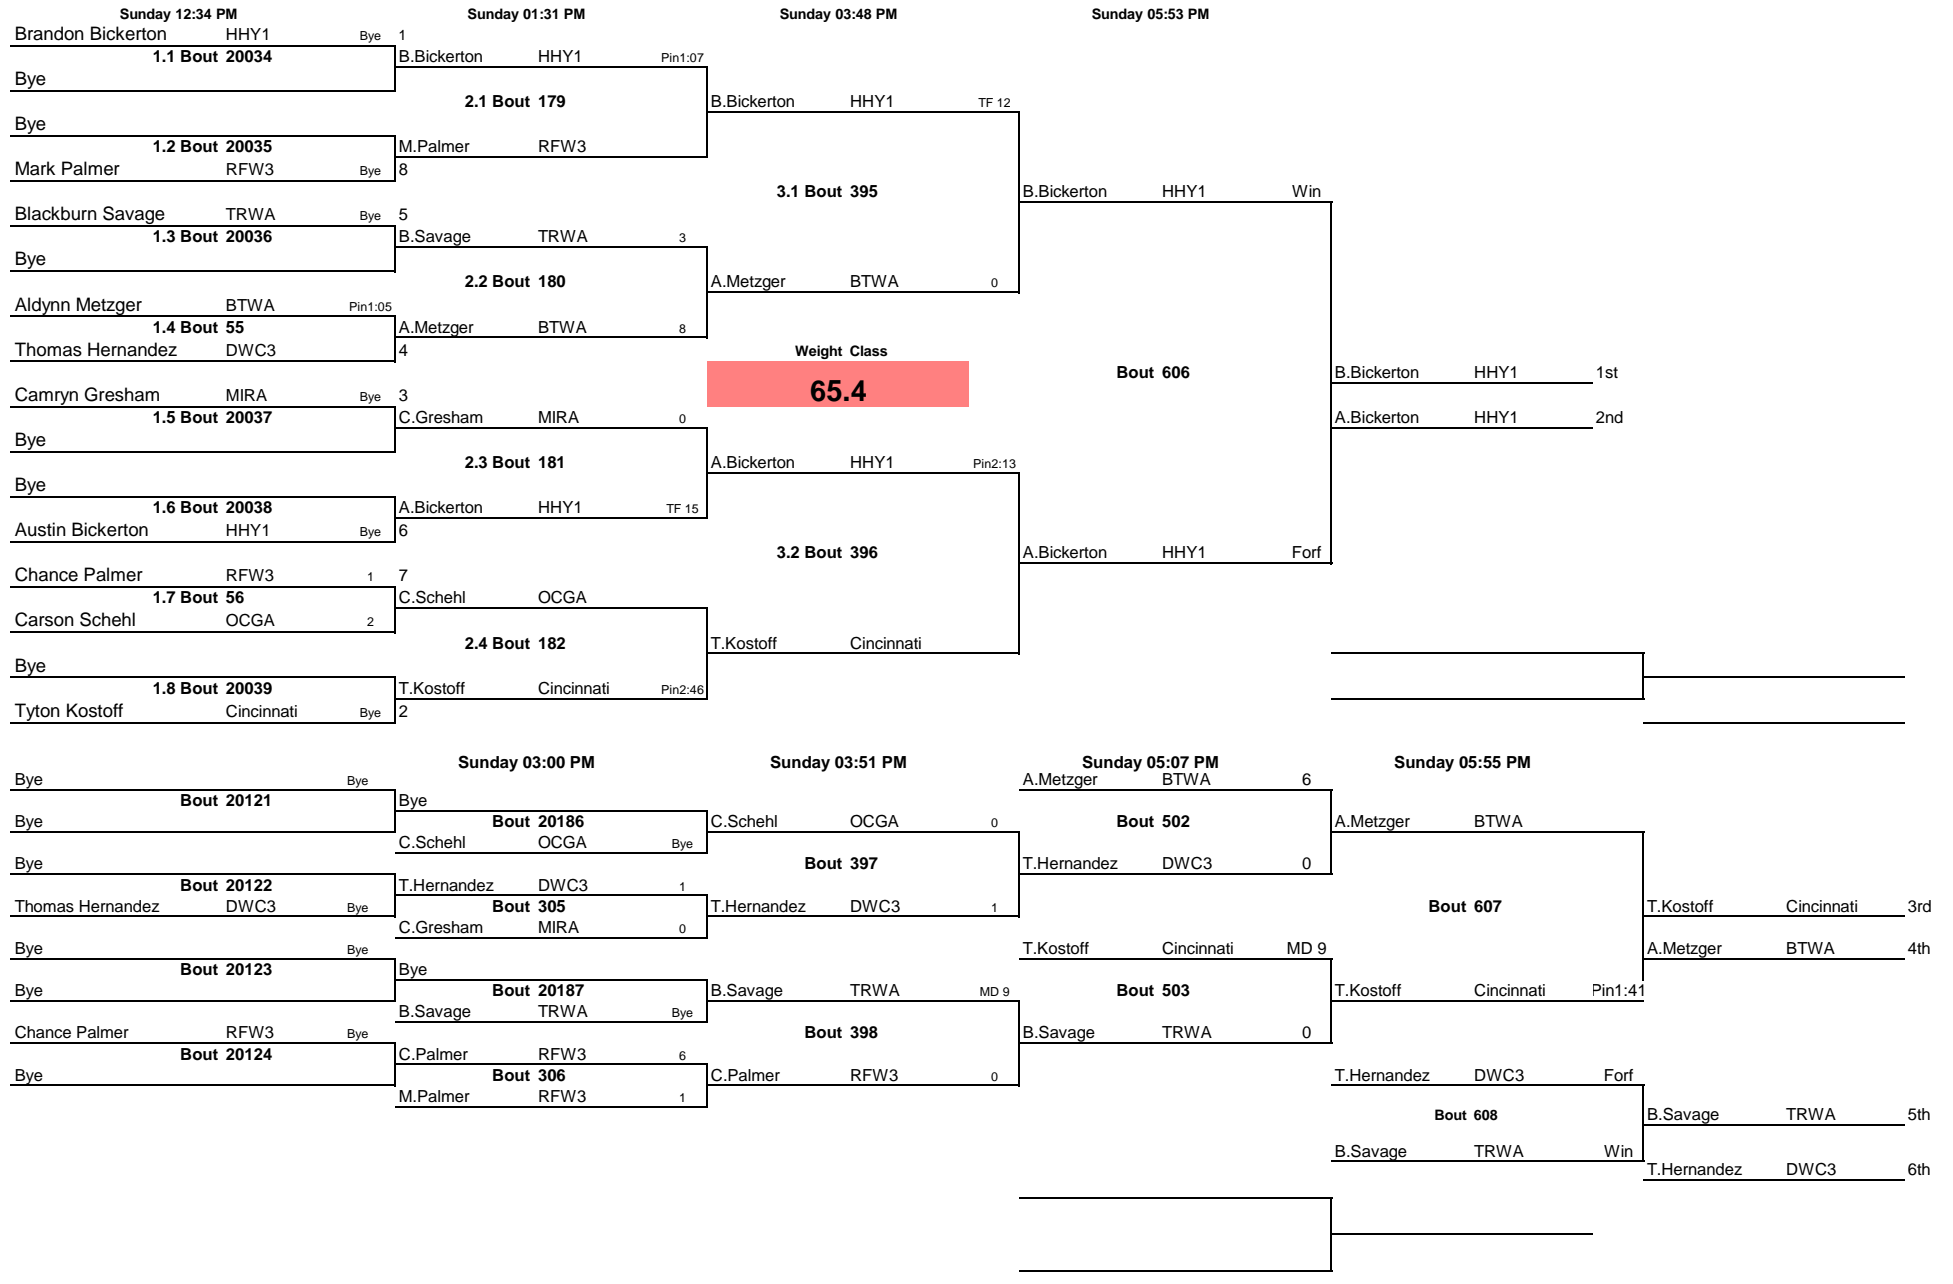 Sunday 12:34 PM Sunday 01:31 PM Sunday 03:48 PM Sunday 05:53 PM
Brandon Bickerton HHY1 Bye 1
1.1 Bout 20034 B.Bickerton HHY1 Pin1:07
Bye
2.1 Bout 179 B.Bickerton HHY1 TF 12
Bye
1.2 Bout 20035 M.Palmer RFW3
Mark Palmer RFW3 Bye 8
3.1 Bout 395 B.Bickerton HHY1 Win
Blackburn Savage TRWA Bye 5
1.3 Bout 20036 B.Savage TRWA 3
Bye
2.2 Bout 180 A.Metzger BTWA 0
Aldynn Metzger BTWA Pin1:05
1.4 Bout 55 A.Metzger BTWA 8
Thomas Hernandez DWC3 4 Weight Class
Bout 606 B.Bickerton HHY1 1st
65.4
Camryn Gresham MIRA Bye 3
1.5 Bout 20037 C.Gresham MIRA 0 A.Bickerton HHY1 2nd
Bye
2.3 Bout 181 A.Bickerton HHY1 Pin2:13
Bye
1.6 Bout 20038 A.Bickerton HHY1 TF 15
Austin Bickerton HHY1 Bye 6
3.2 Bout 396 A.Bickerton HHY1 Forf
Chance Palmer RFW3 1 7
1.7 Bout 56 C.Schehl OCGA
Carson Schehl OCGA 2
2.4 Bout 182 T.Kostoff Cincinnati
Bye
1.8 Bout 20039 T.Kostoff Cincinnati Pin2:46
Tyton Kostoff Cincinnati Bye 2
Sunday 03:00 PM Sunday 03:51 PM Sunday 05:07 PM Sunday 05:55 PM
Bye Bye A.Metzger BTWA 6
Bout 20121 Bye
Bye Bout 20186 C.Schehl OCGA 0 Bout 502 A.Metzger BTWA
C.Schehl OCGA Bye
Bye Bout 397 T.Hernandez DWC3 0
Bout 20122 T.Hernandez DWC3 1
Thomas Hernandez DWC3 Bye Bout 305 T.Hernandez DWC3 1 Bout 607 T.Kostoff Cincinnati 3rd
C.Gresham MIRA 0
Bye Bye T.Kostoff Cincinnati MD 9 A.Metzger BTWA 4th
Bout 20123 Bye
Bye Bout 20187 B.Savage TRWA MD 9 Bout 503 T.Kostoff Cincinnati Pin1:41
B.Savage TRWA Bye
Chance Palmer RFW3 Bye Bout 398 B.Savage TRWA 0
Bout 20124 C.Palmer RFW3 6
Bye Bout 306 C.Palmer RFW3 0 T.Hernandez DWC3 Forf
M.Palmer RFW3 1
Bout 608 B.Savage TRWA 5th
B.Savage TRWA Win
T.Hernandez DWC3 6th